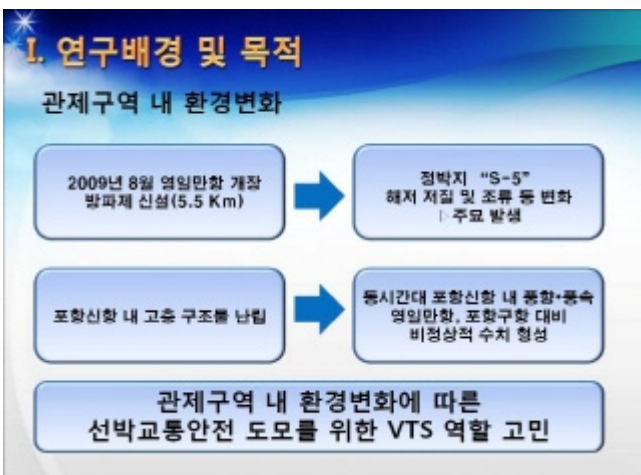 I. 연구배경 및 목적
관제구역 내 환경변화
2009년 8월 영일만항 개장
방파제 신설(5.5 Km)
정박지 “S-5”
해저 저질 및 조류 등 변화
▷주묘 발생
포항신항 내 고층 구조물 난립
동시간대 포항신항 내 풍향•풍속
영일만항, 포항구항 대비
비정상적 수치 형성
관제구역 내 환경변화에 따른
선박교통안전 도모를 위한 VTS 역할 고민